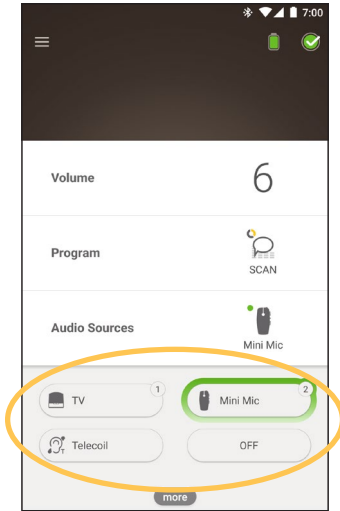 7:00
Volume 6
Program
SCAN
Audio Sources
Mini Mic
1 2
TV Mini Mic
T
Telecoil OFF
more